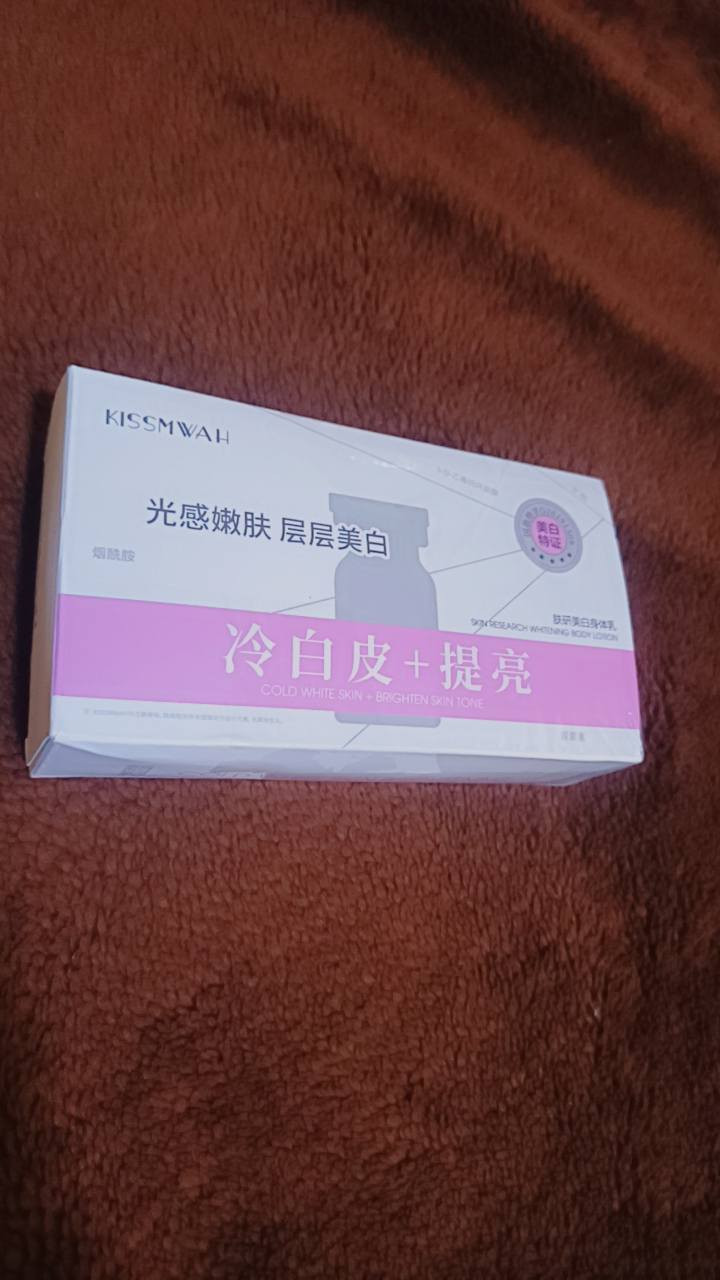 KISSMWAH
光感嫩肤 层层美白
烟酰胺
美白
特证
肤研美白身体乳
SKIN RESEARCH WHITENING BODY LOTION
冷白皮+提亮
COLD WHITE SKIN + BRIGHTEN SKIN TONE